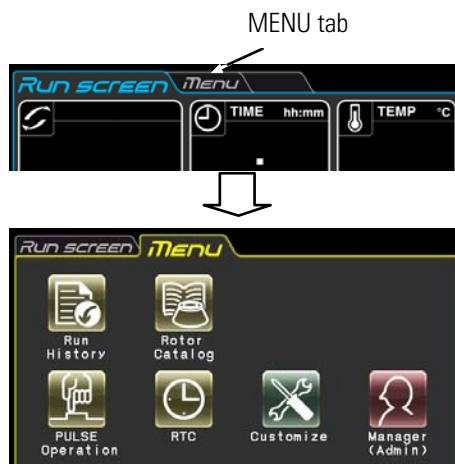 MENU tab
Run screen Menu
TIME hh:mm TEMP °C
Run screen Menu
Run History
Rotor Catalog
PULSE Operation
RTC
Customize
Manager (Admin)